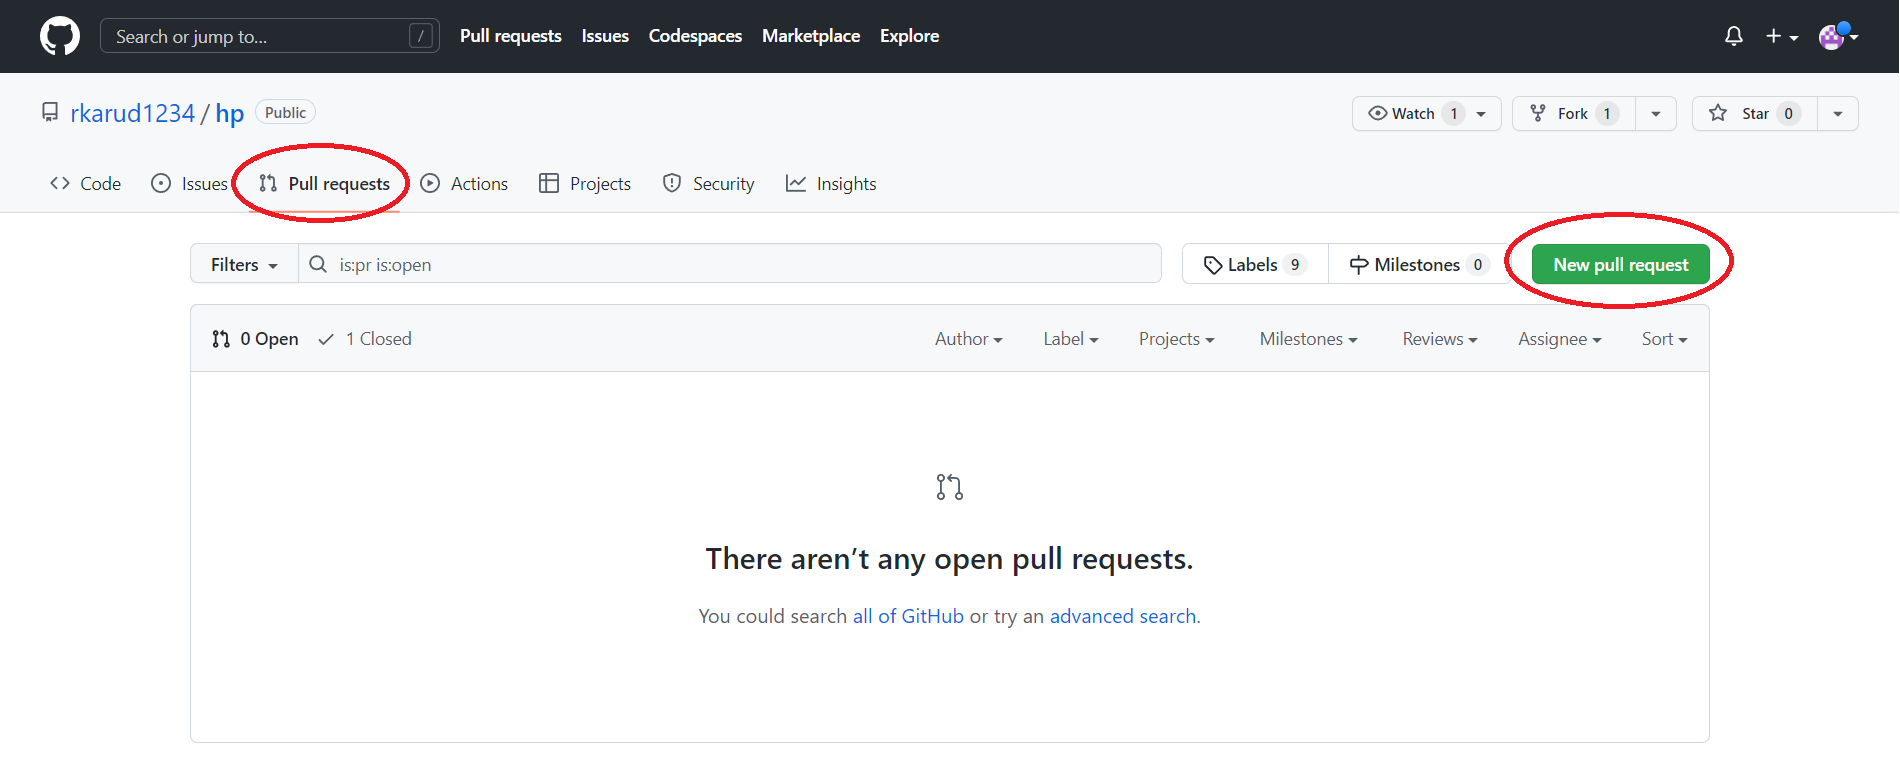 Search or jump to... / Pull requests Issues Codespaces Marketplace Explore
rkarud1234 / hp Public Watch 1 Fork 1 Star 0
Code Issues Pull requests Actions Projects Security Insights
Filters is:pr is:open Labels 9 Milestones 0 New pull request
0 Open 1 Closed Author Label Projects Milestones Reviews Assignee Sort
There aren’t any open pull requests.
You could search all of GitHub or try an advanced search.